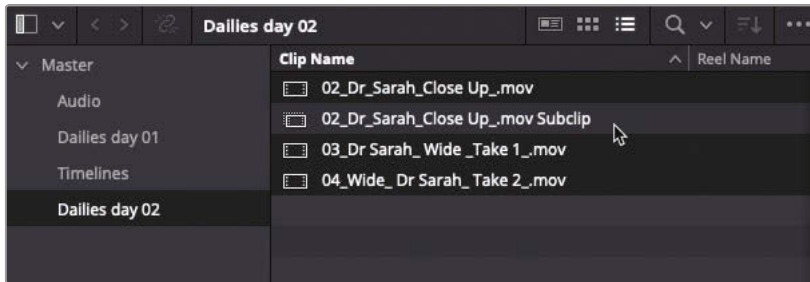 Dailies day 02
Master
Audio
Dailies day 01
Timelines
Dailies day 02
Clip Name
Reel Name
02_Dr_Sarah_Close Up_.mov
02_Dr_Sarah_Close Up_.mov Subclip
03_Dr Sarah_ Wide _Take 1_.mov
04_Wide_ Dr Sarah_ Take 2_.mov